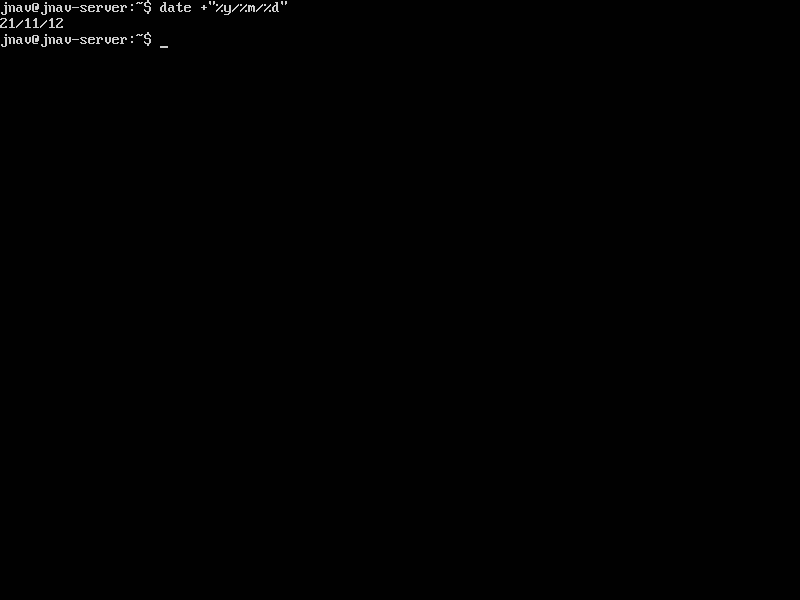 jnav@jnav-server:~$ date +"%y/%m/%d"
21/11/12
jnav@jnav-server:~$ _